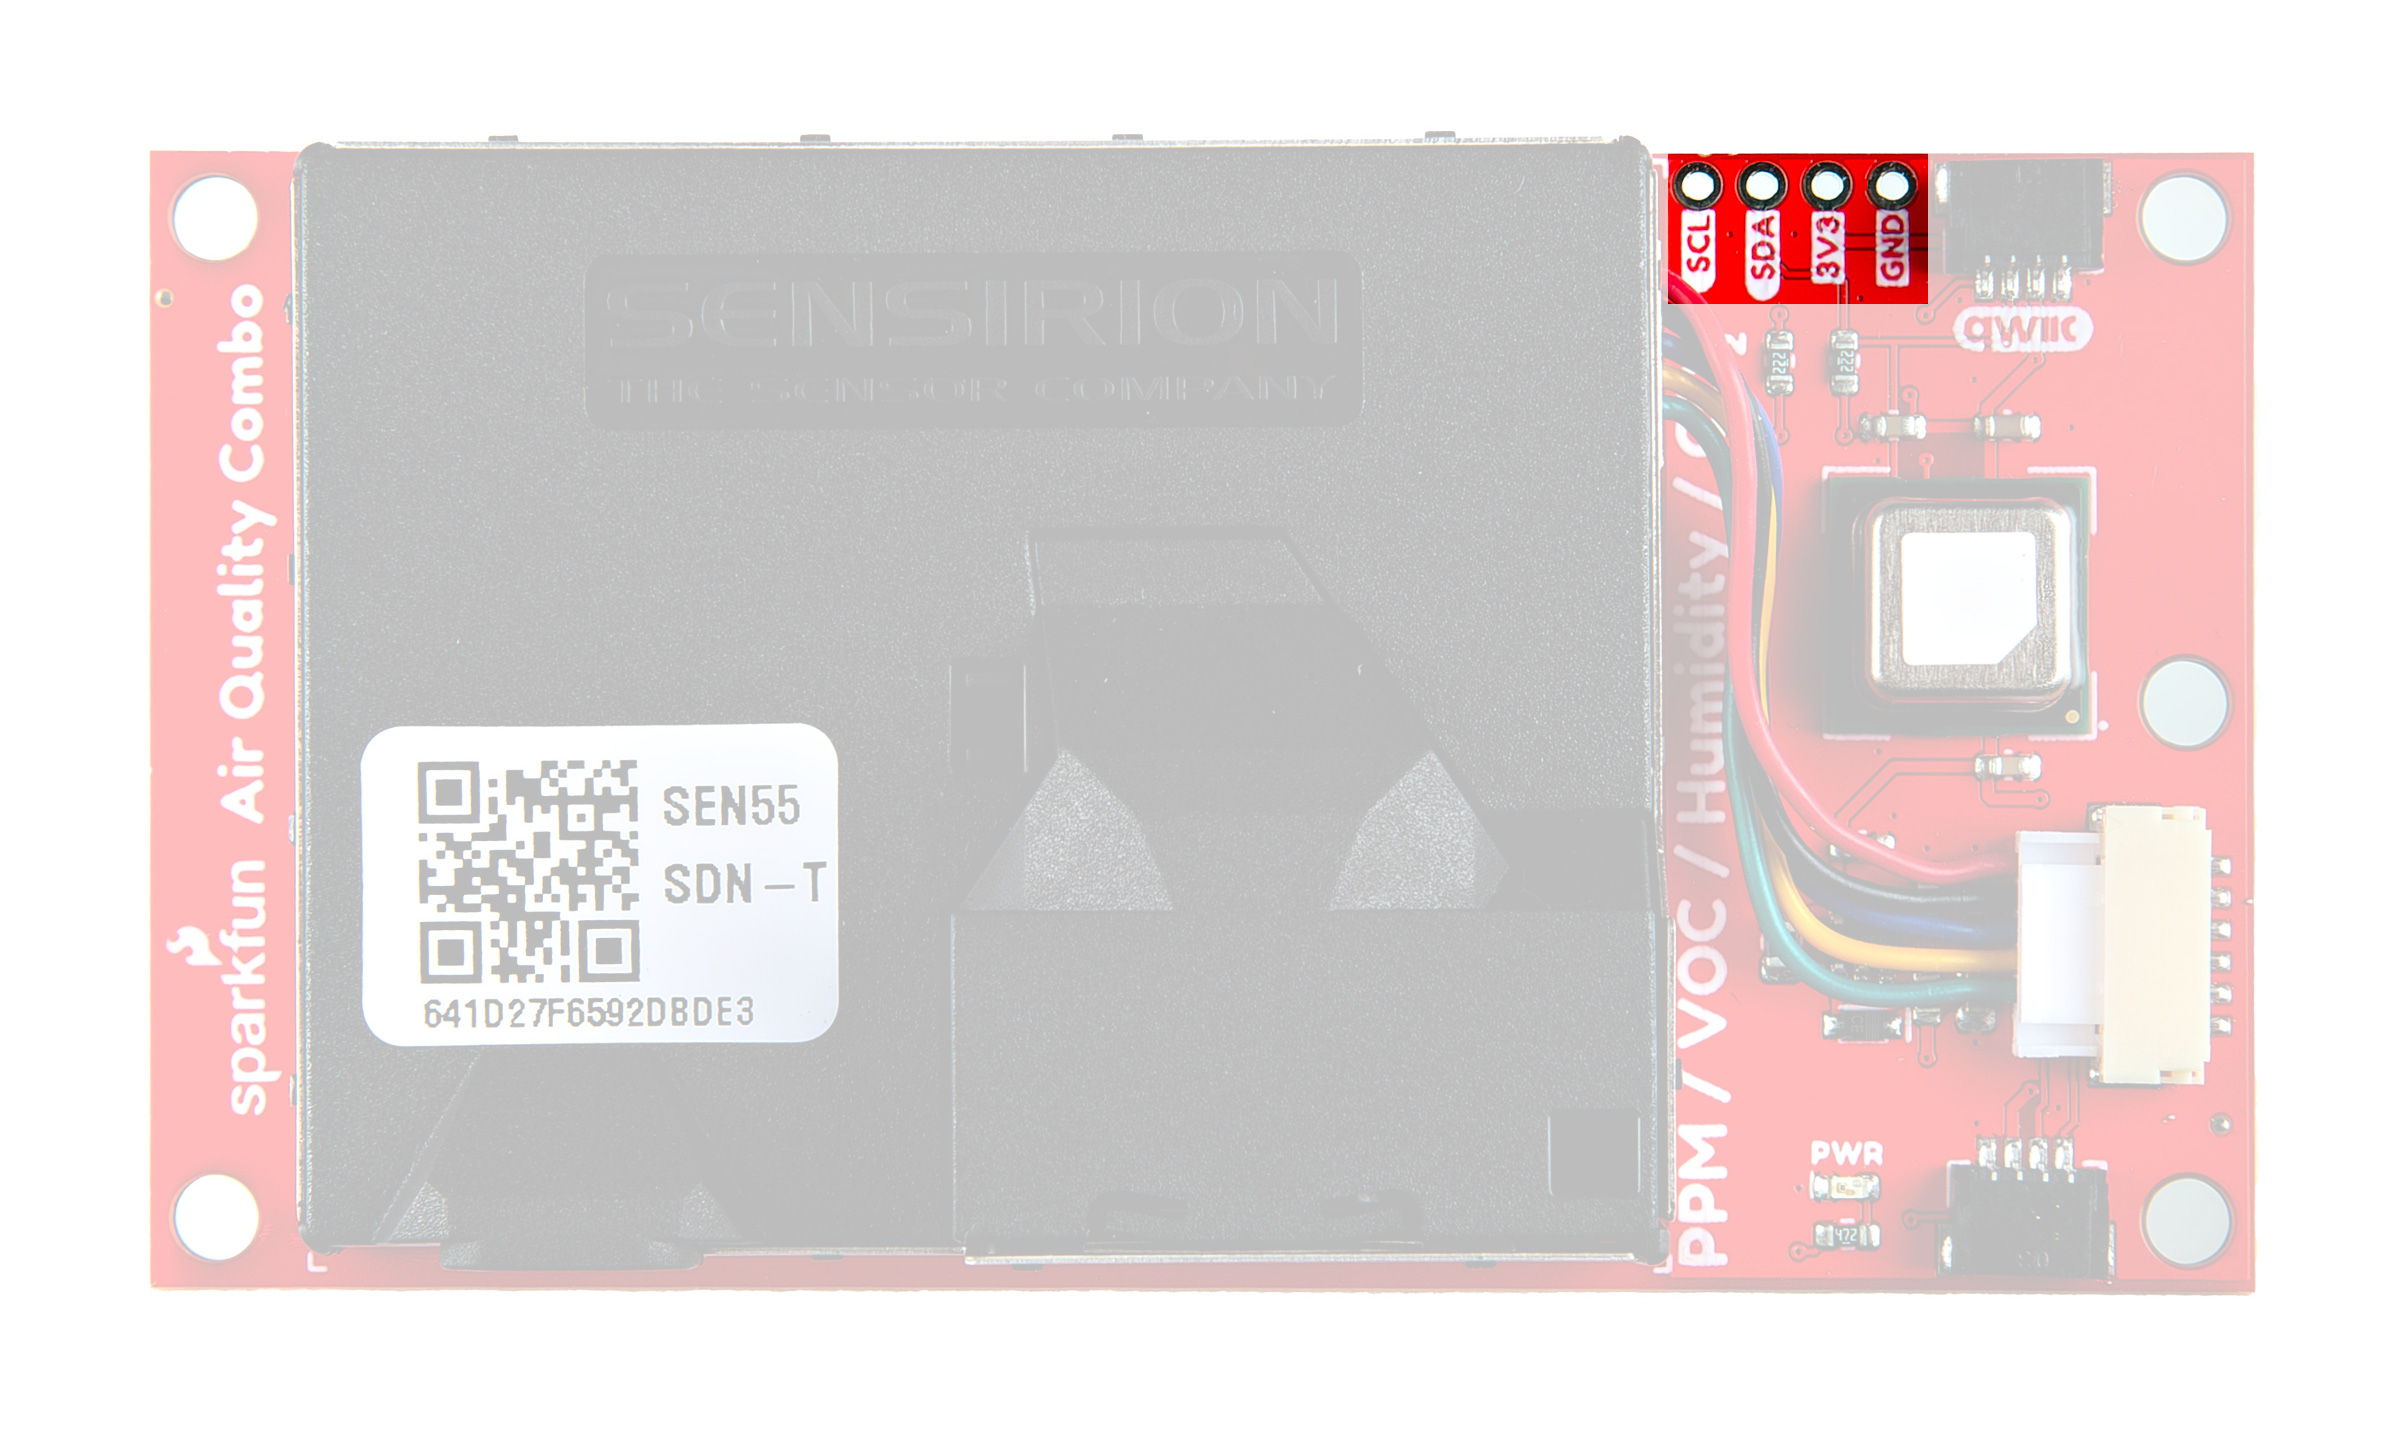 SENSIRION
THE SENSOR COMPANY
SEN55
SDN-T
641D27F6592DBDE3
sparkfun Air Quality Combo
SCL
SDA
3V3
GND
qwiic
222
222
PPM / VOC / Humidity /
PWR
472